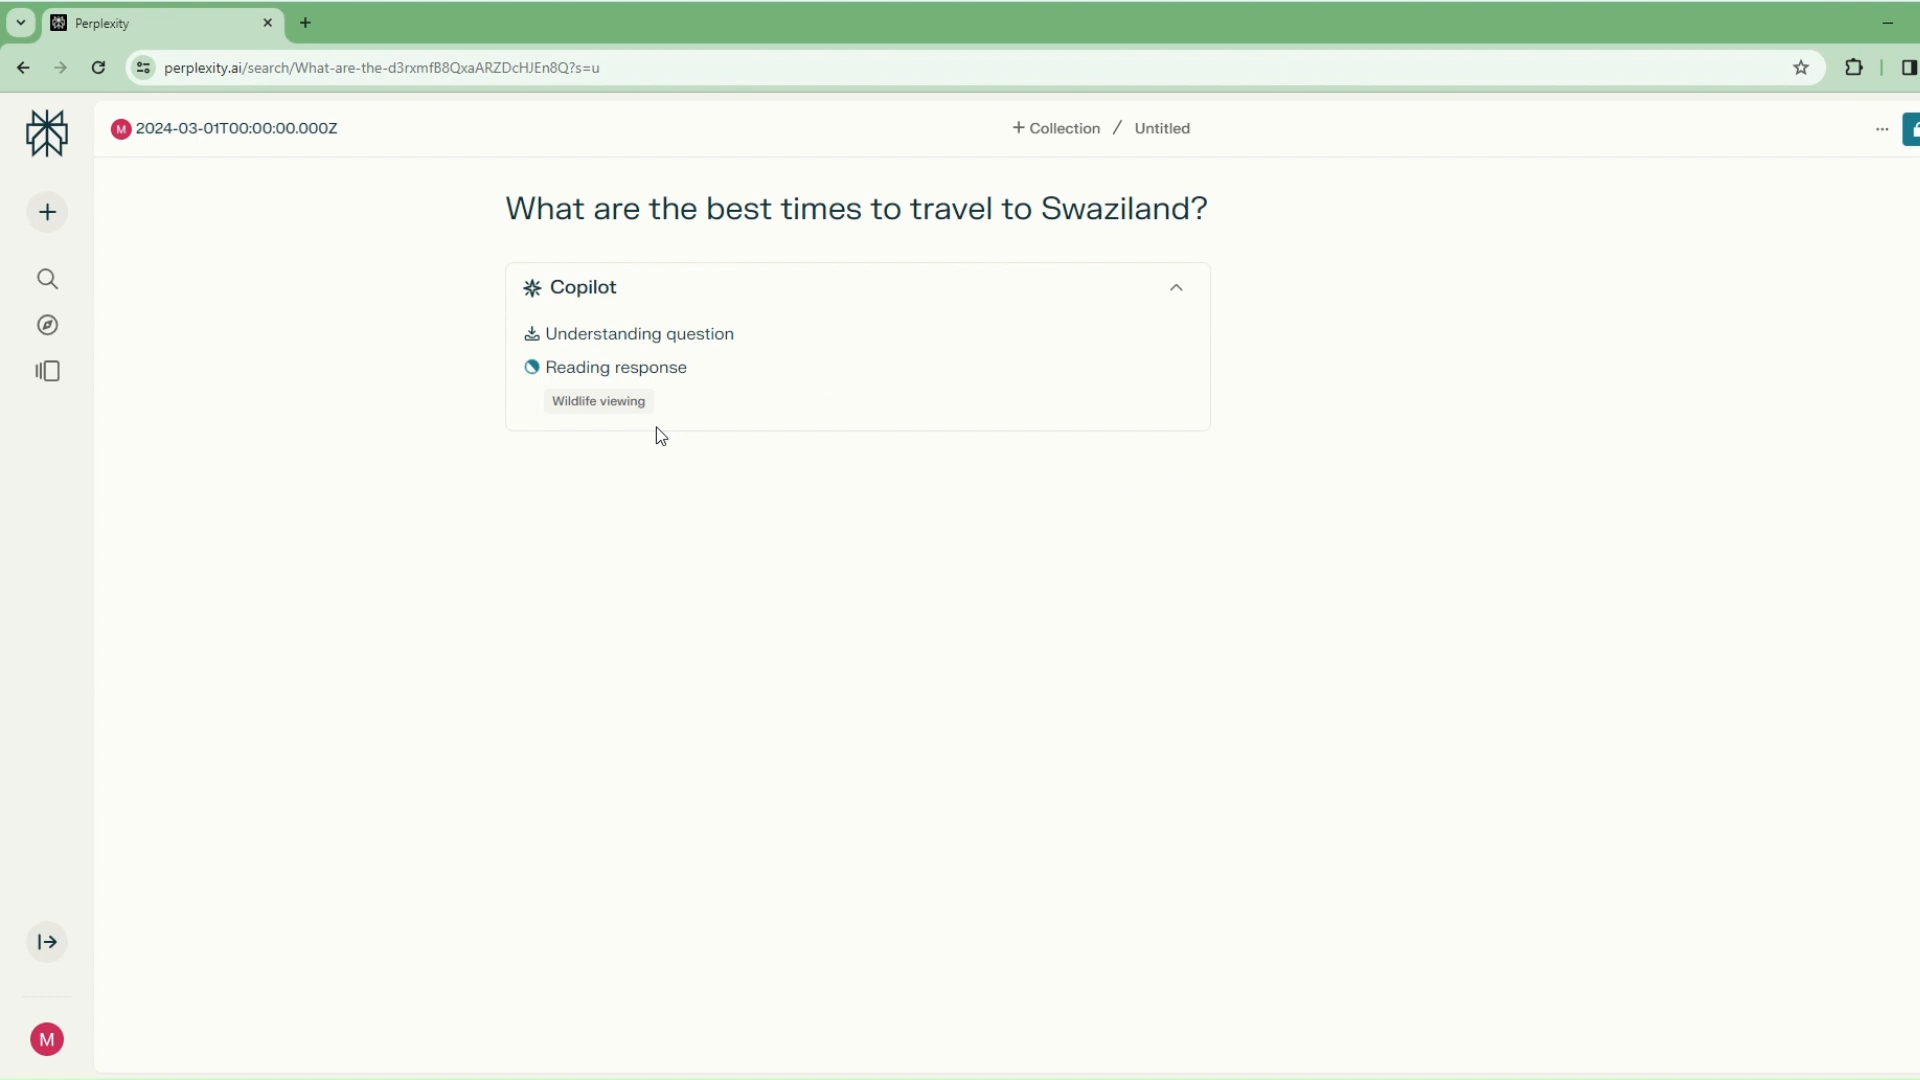 Perplexity
perplexity.ai/search/What-are-the-d3rxmfB8QxaARZDcHJEn8Q?s=u
M 2024-03-01T00:00:00.000Z
+ Collection / Untitled
What are the best times to travel to Swaziland?
Copilot
Understanding question
Reading response
Wildlife viewing
M